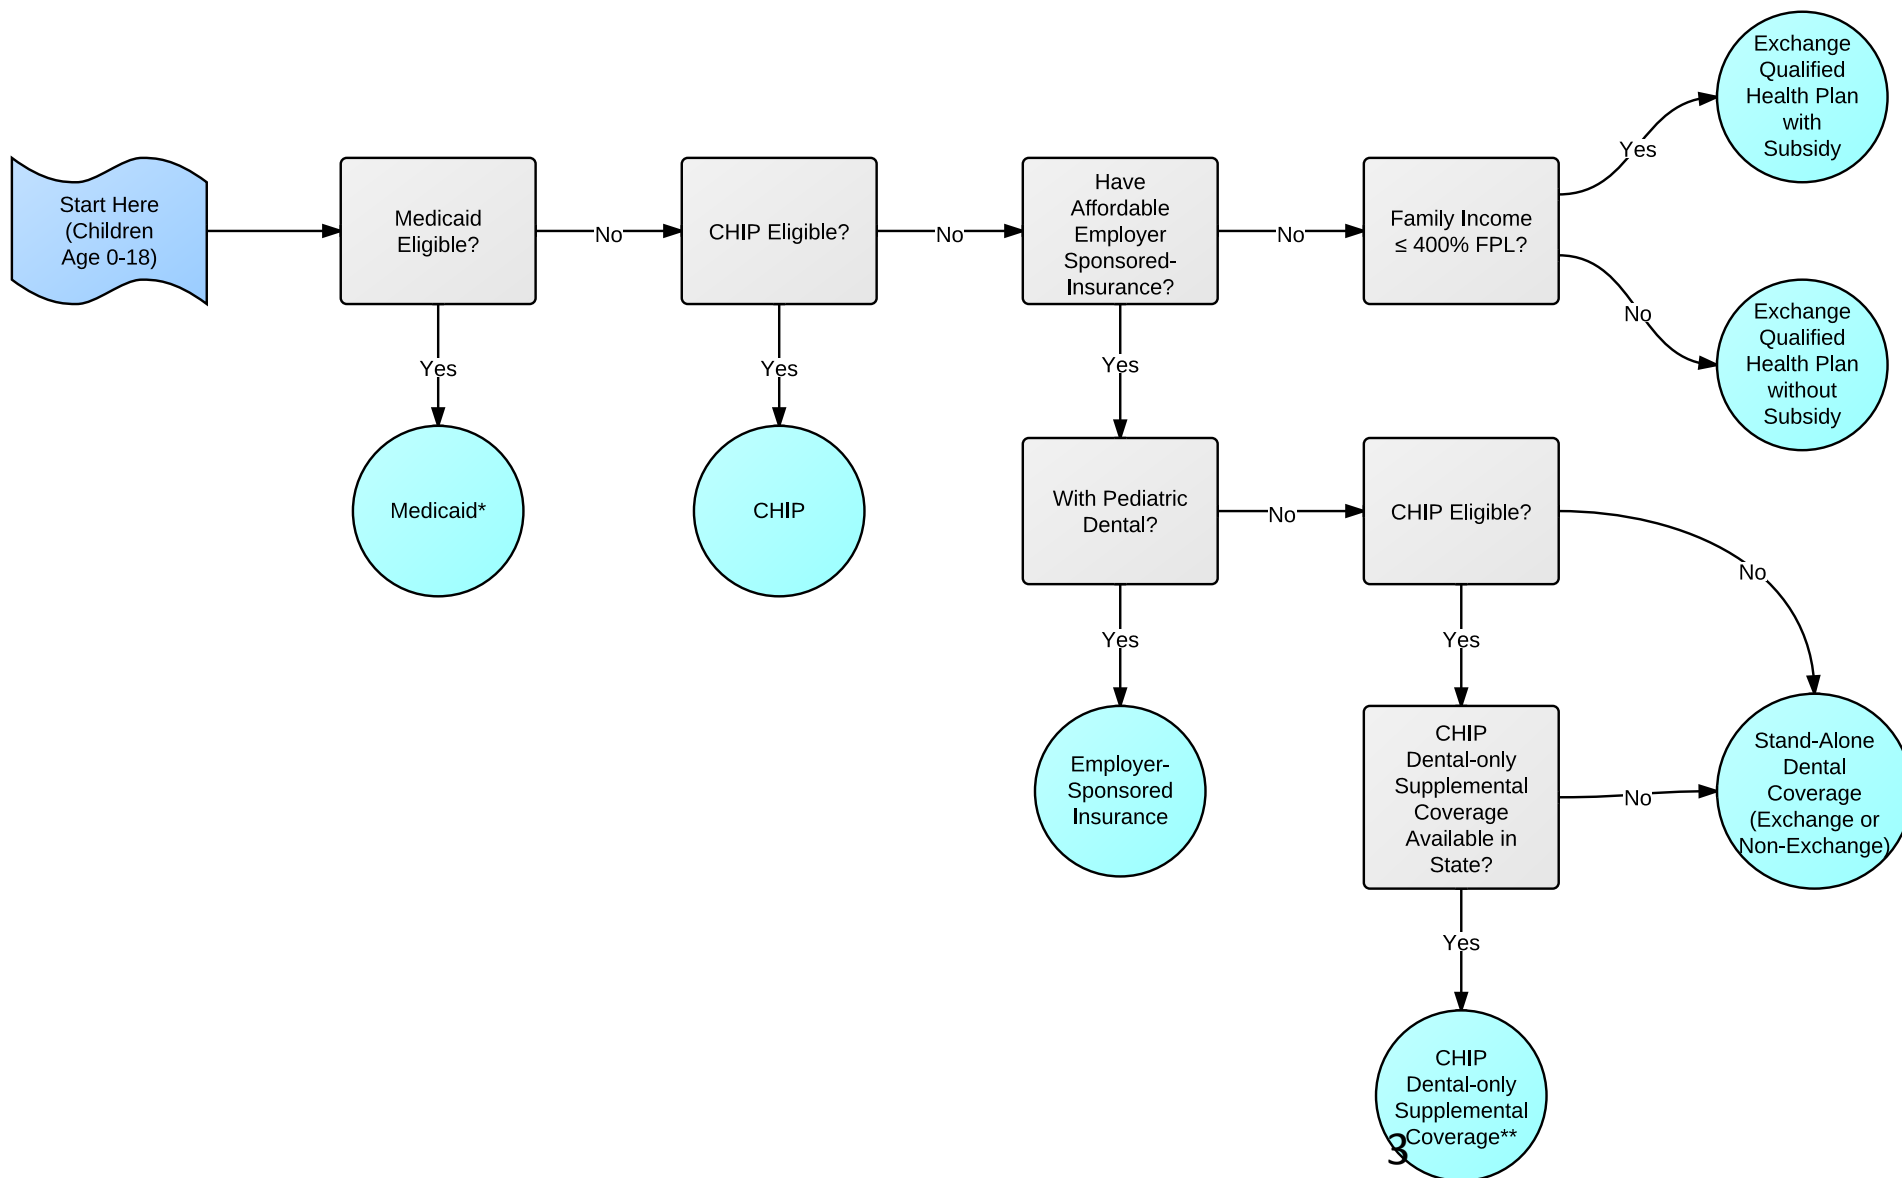 Start Here
(Children
Age 0-18)
Medicaid
Eligible?
No
CHIP Eligible?
No
Have
Affordable
Employer
Sponsored-
Insurance?
No
Family Income
≤ 400% FPL?
Yes
Exchange
Qualified
Health Plan
with
Subsidy
No
Exchange
Qualified
Health Plan
without
Subsidy
Yes
Medicaid*
Yes
CHIP
Yes
With Pediatric
Dental?
No
CHIP Eligible?
No
Yes
Employer-
Sponsored
Insurance
Yes
CHIP
Dental-only
Supplemental
Coverage
Available in
State?
No
Stand-Alone
Dental
Coverage
(Exchange or
Non-Exchange)
Yes
CHIP
Dental-only
Supplemental
Coverage**
3